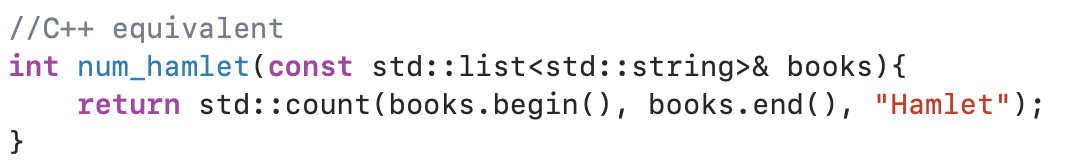 //C++ equivalent
int num_hamlet(const std::list<std::string>& books){
    return std::count(books.begin(), books.end(), "Hamlet");
}